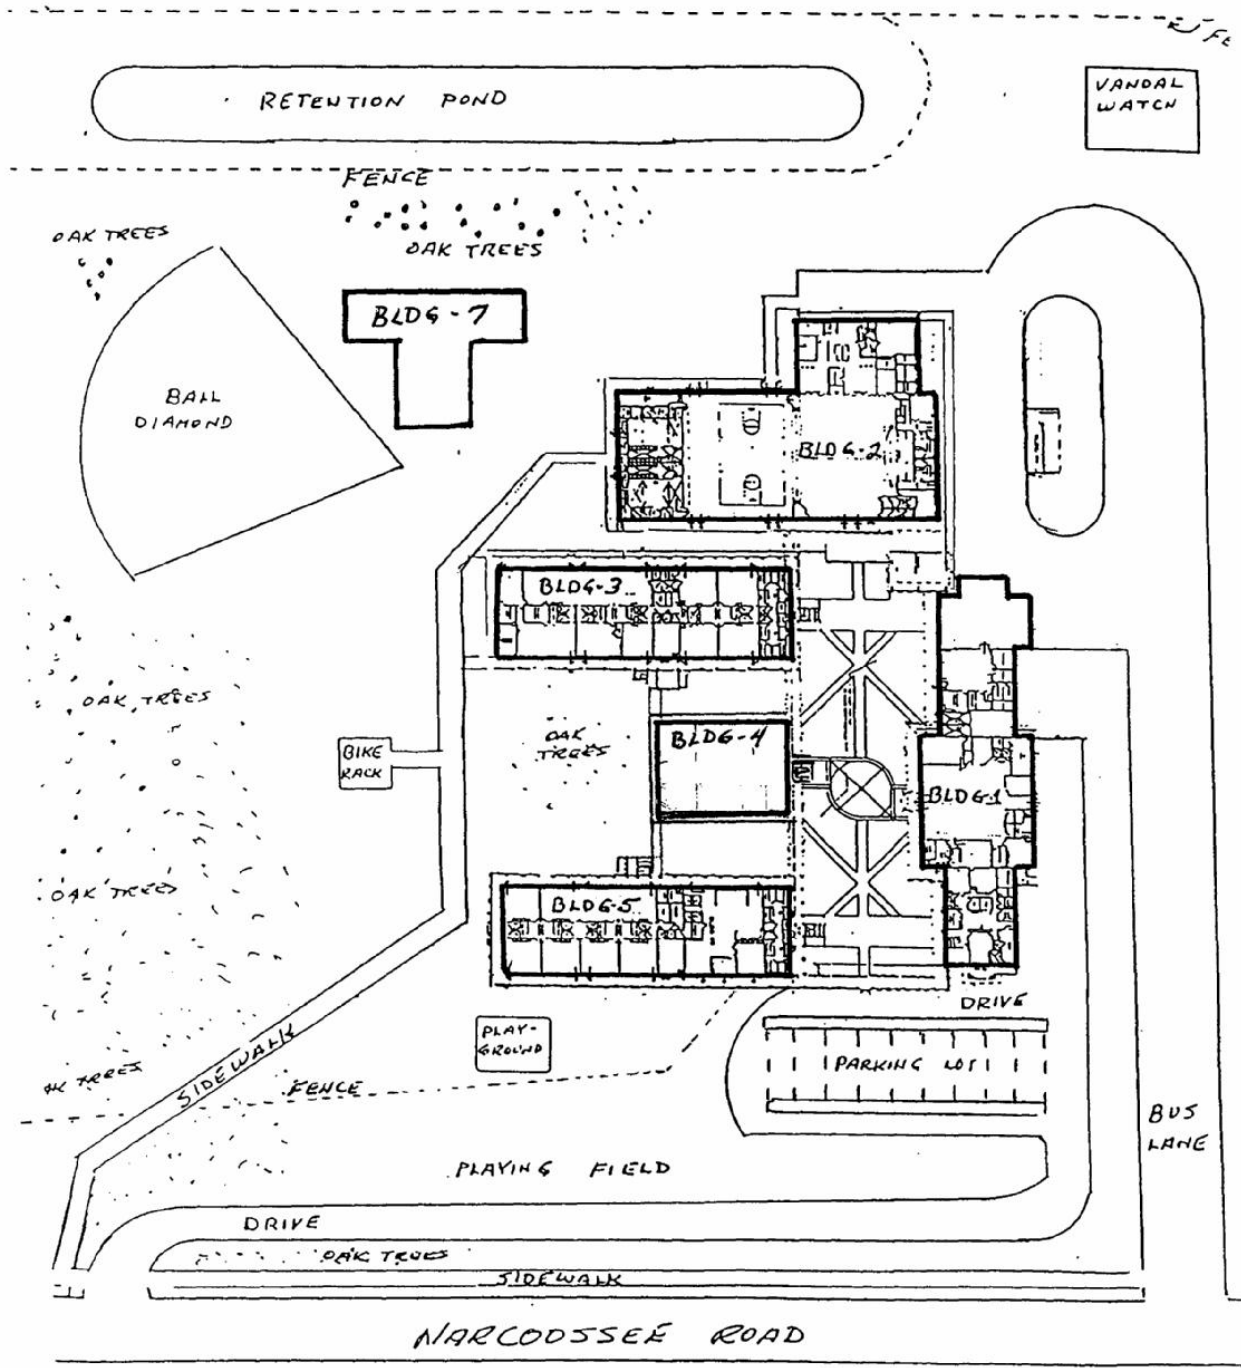 RETENTION POND
VANDAL
WATCH
FENCE
OAK TREES
OAK TREES
BLDG-7
BALL
DIAMOND
BLDG-2
BLDG-3
OAK TREES
OAK
TREES
BLDG-4
BIKE
RACK
BLDG-1
OAK TREES
BLDG-5
DRIVE
PLAY-
GROUND
PARKING LOT
SIDEWALK
TREES
FENCE
BUS
LANE
PLAYING FIELD
DRIVE
OAK TREES
SIDEWALK
NARCOOSSEE ROAD